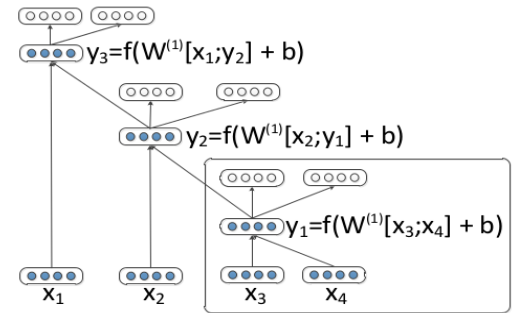 y₃=f(W⁽¹⁾[x₁;y₂] + b)
y₂=f(W⁽¹⁾[x₂;y₁] + b)
y₁=f(W⁽¹⁾[x₃;x₄] + b)
x₁ x₂ x₃ x₄